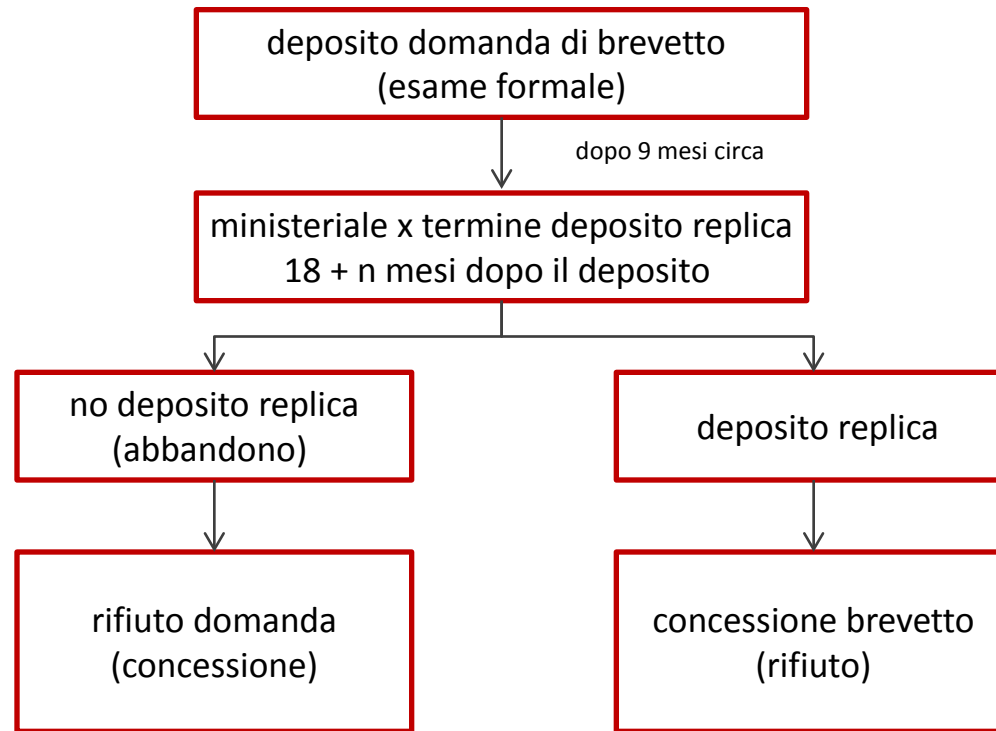 deposito domanda di brevetto
(esame formale)
dopo 9 mesi circa
ministeriale x termine deposito replica
18 + n mesi dopo il deposito
no deposito replica
(abbandono)
deposito replica
rifiuto domanda
(concessione)
concessione brevetto
(rifiuto)